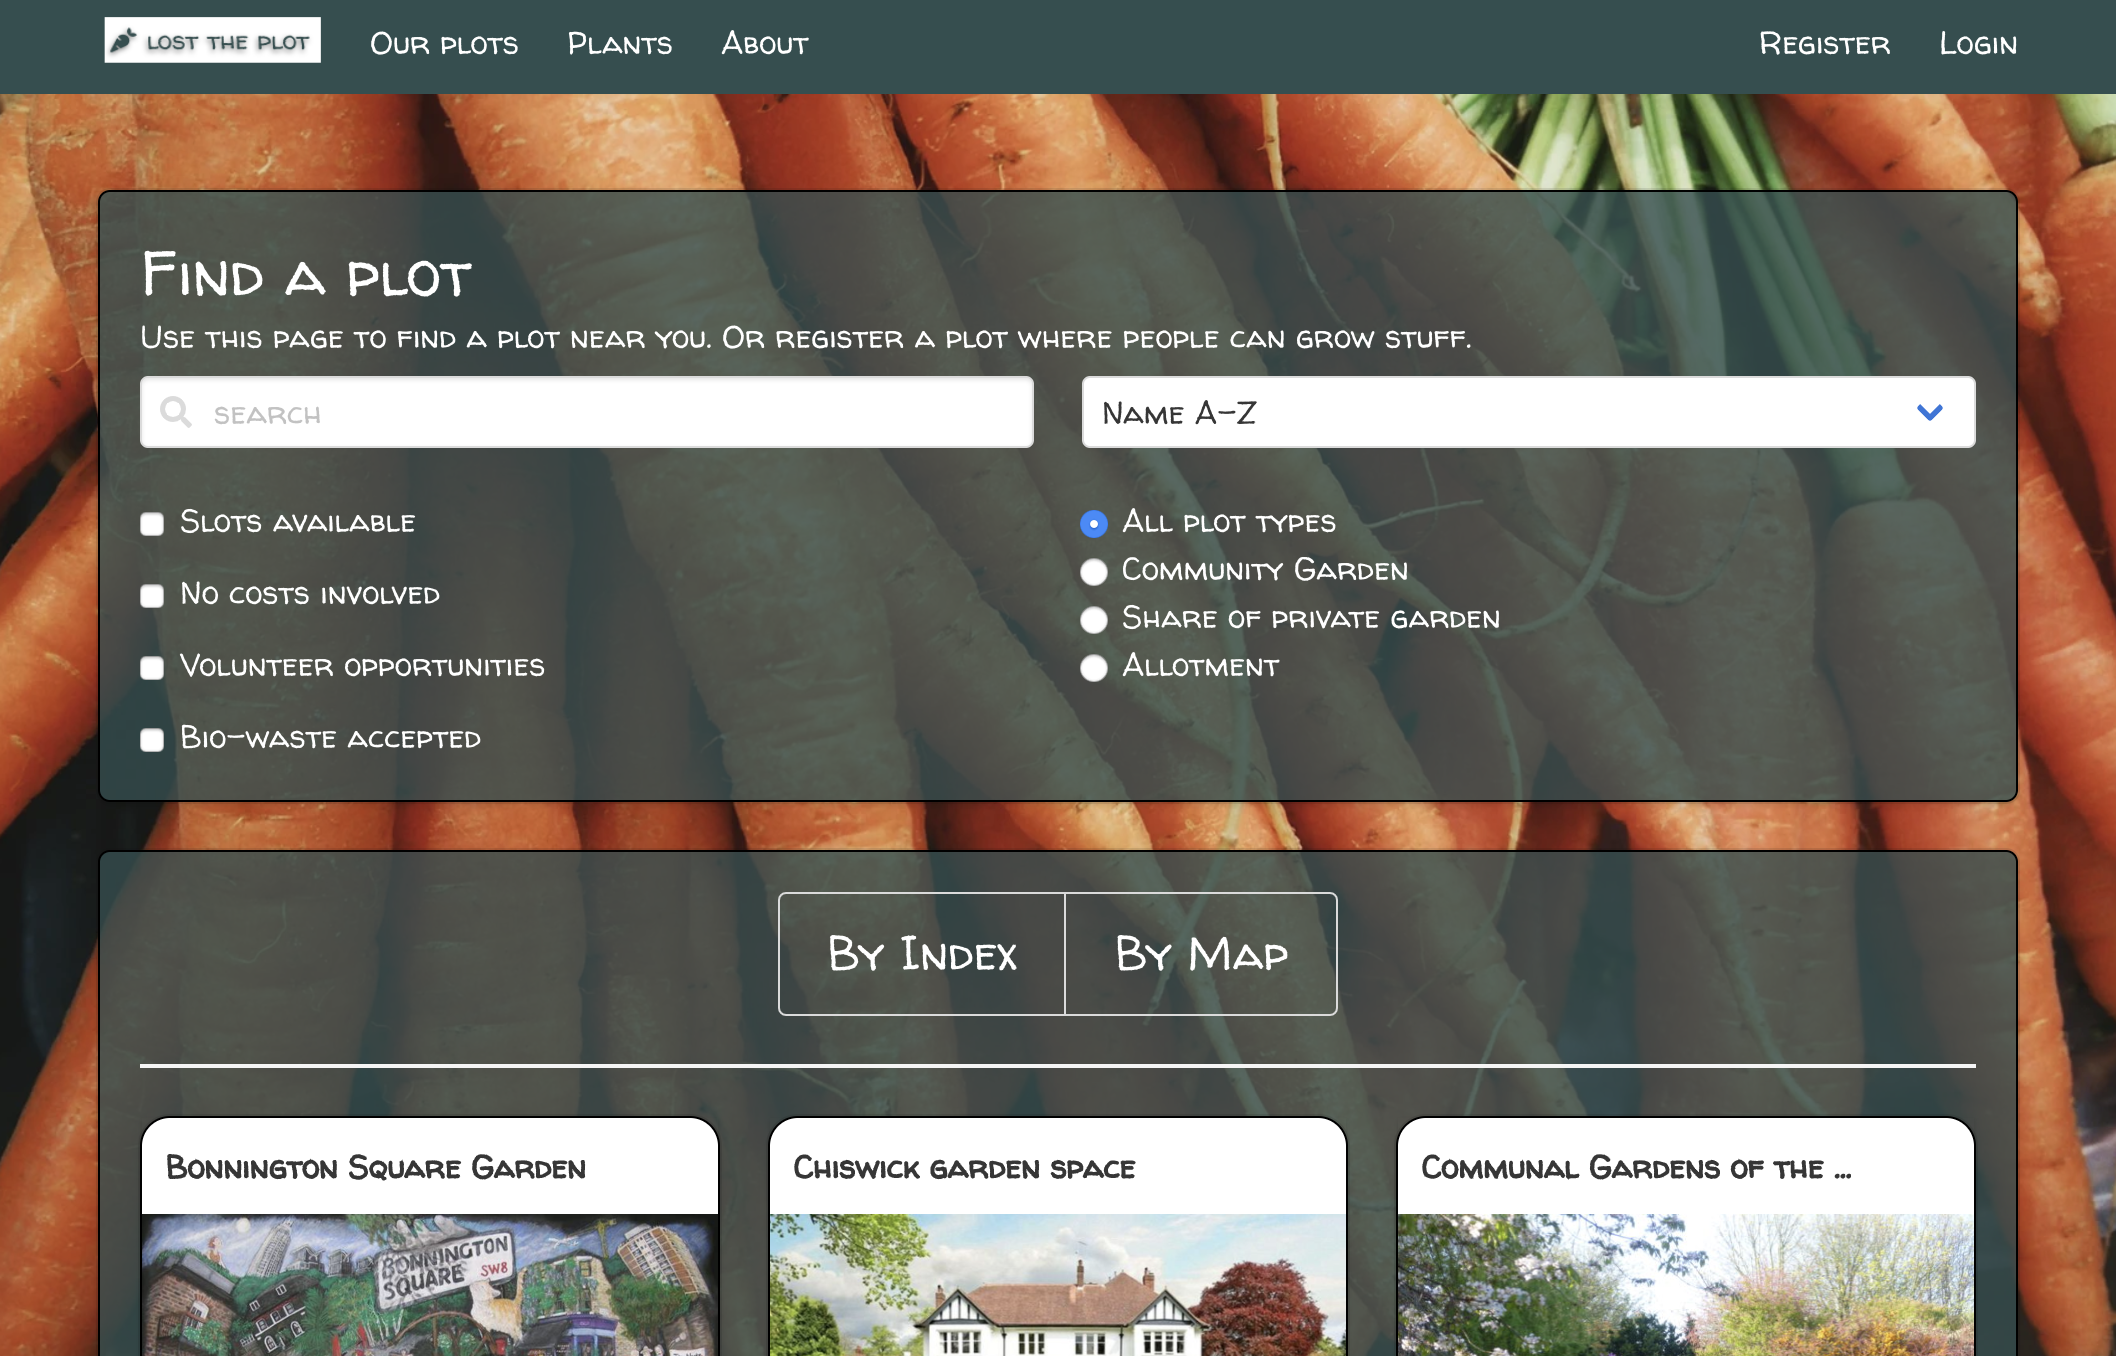 LOST THE PLOT
Our plots
Plants
About
Register
Login
Find a plot
Use this page to find a plot near you. Or register a plot where people can grow stuff.
search
Name A-Z
Slots available
No costs involved
Volunteer opportunities
Bio-waste accepted
All plot types
Community Garden
Share of private garden
Allotment
By Index
By Map
Bonnington Square Garden
Chiswick garden space
Communal Gardens of the ...
BONNINGTON
SQUARE SW8